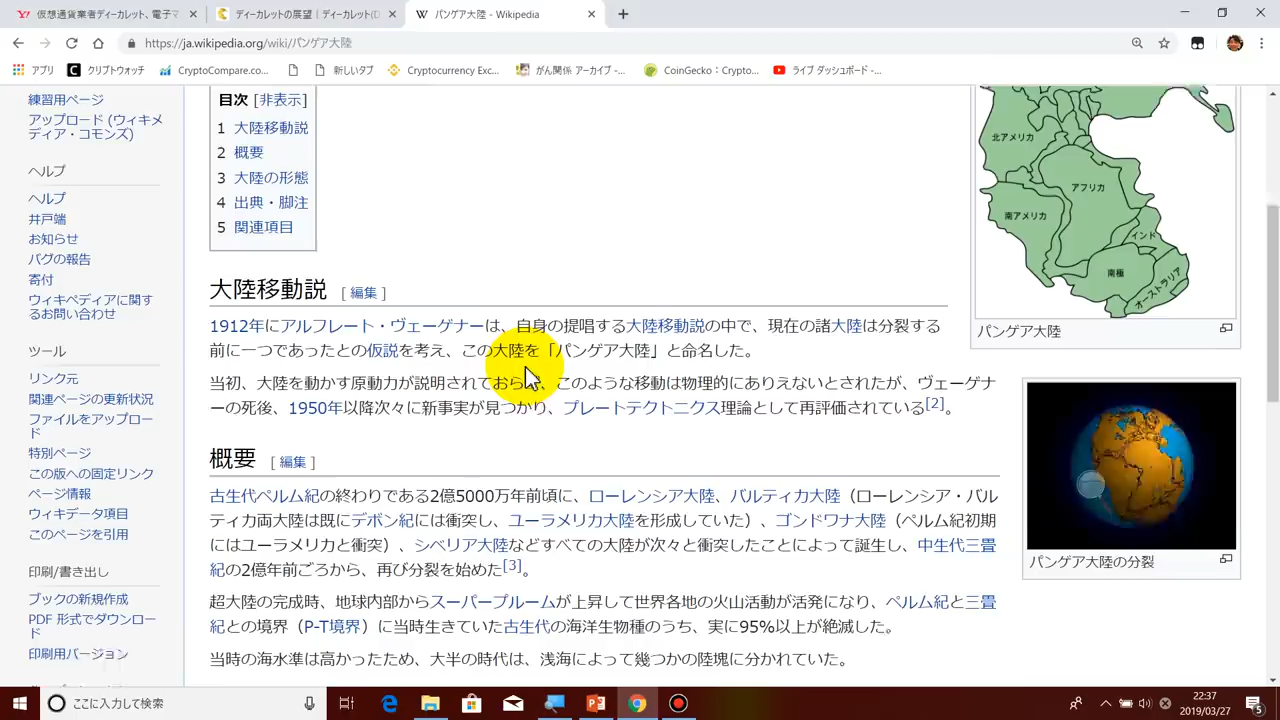 仮想通貨業者ディーカレット、電子マ
ディーカレットの展望 | ディーカレット(D
パンゲア大陸 - Wikipedia
https://ja.wikipedia.org/wiki/パンゲア大陸
アプリ
クリプトウォッチ
CryptoCompare.co...
新しいタブ
Cryptocurrency Exc...
がん関係 アーカイブ -...
CoinGecko : Crypto...
ライブ ダッシュボード -...
練習用ページ
アップロード (ウィキメ
ディア・コモンズ)
ヘルプ
ヘルプ
井戸端
お知らせ
バグの報告
寄付
ウィキペディアに関す
るお問い合わせ
ツール
リンク元
関連ページの更新状況
ファイルをアップロー
ド
特別ページ
この版への固定リンク
ページ情報
ウィキデータ項目
このページを引用
印刷/書き出し
ブックの新規作成
PDF 形式でダウンロー
ド
印刷用バージョン
目次 [非表示]
1 大陸移動説
2 概要
3 大陸の形態
4 出典・脚注
5 関連項目
大陸移動説 [ 編集 ]
1912年にアルフレート・ヴェーゲナーは、自身の提唱する大陸移動説の中で、現在の諸大陸は分裂する
前に一つであったとの仮説を考え、この大陸を「パンゲア大陸」と命名した。
当初、大陸を動かす原動力が説明されておらず、このような移動は物理的にありえないとされたが、ヴェーゲナ
ーの死後、1950年以降次々に新事実が見つかり、プレートテクトニクス理論として再評価されている[2]。
概要 [ 編集 ]
古生代ペルム紀の終わりである2億5000万年前頃に、ローレンシア大陸、バルティカ大陸（ローレンシア・バル
ティカ両大陸は既にデボン紀には衝突し、ユーラメリカ大陸を形成していた）、ゴンドワナ大陸（ペルム紀初期
にはユーラメリカと衝突）、シベリア大陸などすべての大陸が次々と衝突したことによって誕生し、中生代三畳
紀の2億年前ごろから、再び分裂を始めた[3]。
超大陸の完成時、地球内部からスーパープルームが上昇して世界各地の火山活動が活発になり、ペルム紀と三畳
紀との境界（P-T境界）に当時生きていた古生代の海洋生物種のうち、実に95%以上が絶滅した。
当時の海水準は高かったため、大半の時代は、浅海によって幾つかの陸塊に分かれていた。
北アメリカ
アフリカ
南アメリカ
インド
南極
オーストラリア
パンゲア大陸
パンゲア大陸の分裂
ここに入力して検索
22:37
2019/03/27
5